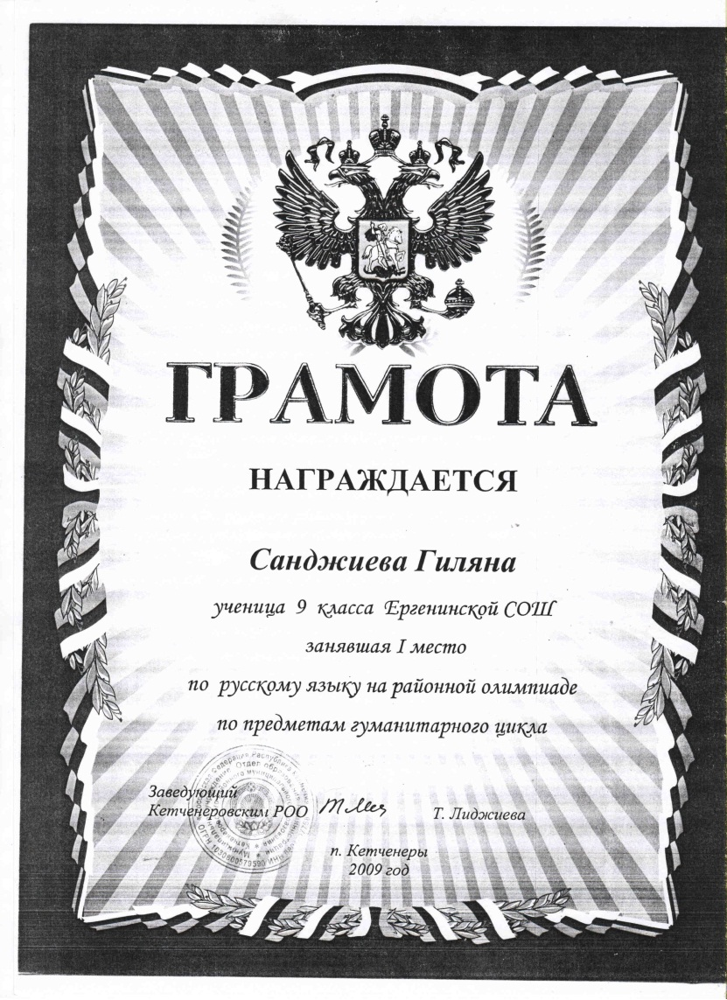 ГРАМОТА
НАГРАЖДАЕТСЯ
Санджиева Гиляна
ученица 9 класса Ергенинской СОШ
занявшая I место
по русскому языку на районной олимпиаде
по предметам гуманитарного цикла
Заведующий
Кетченеровским РОО
Т. Лиджиева
п. Кетченеры
2009 год